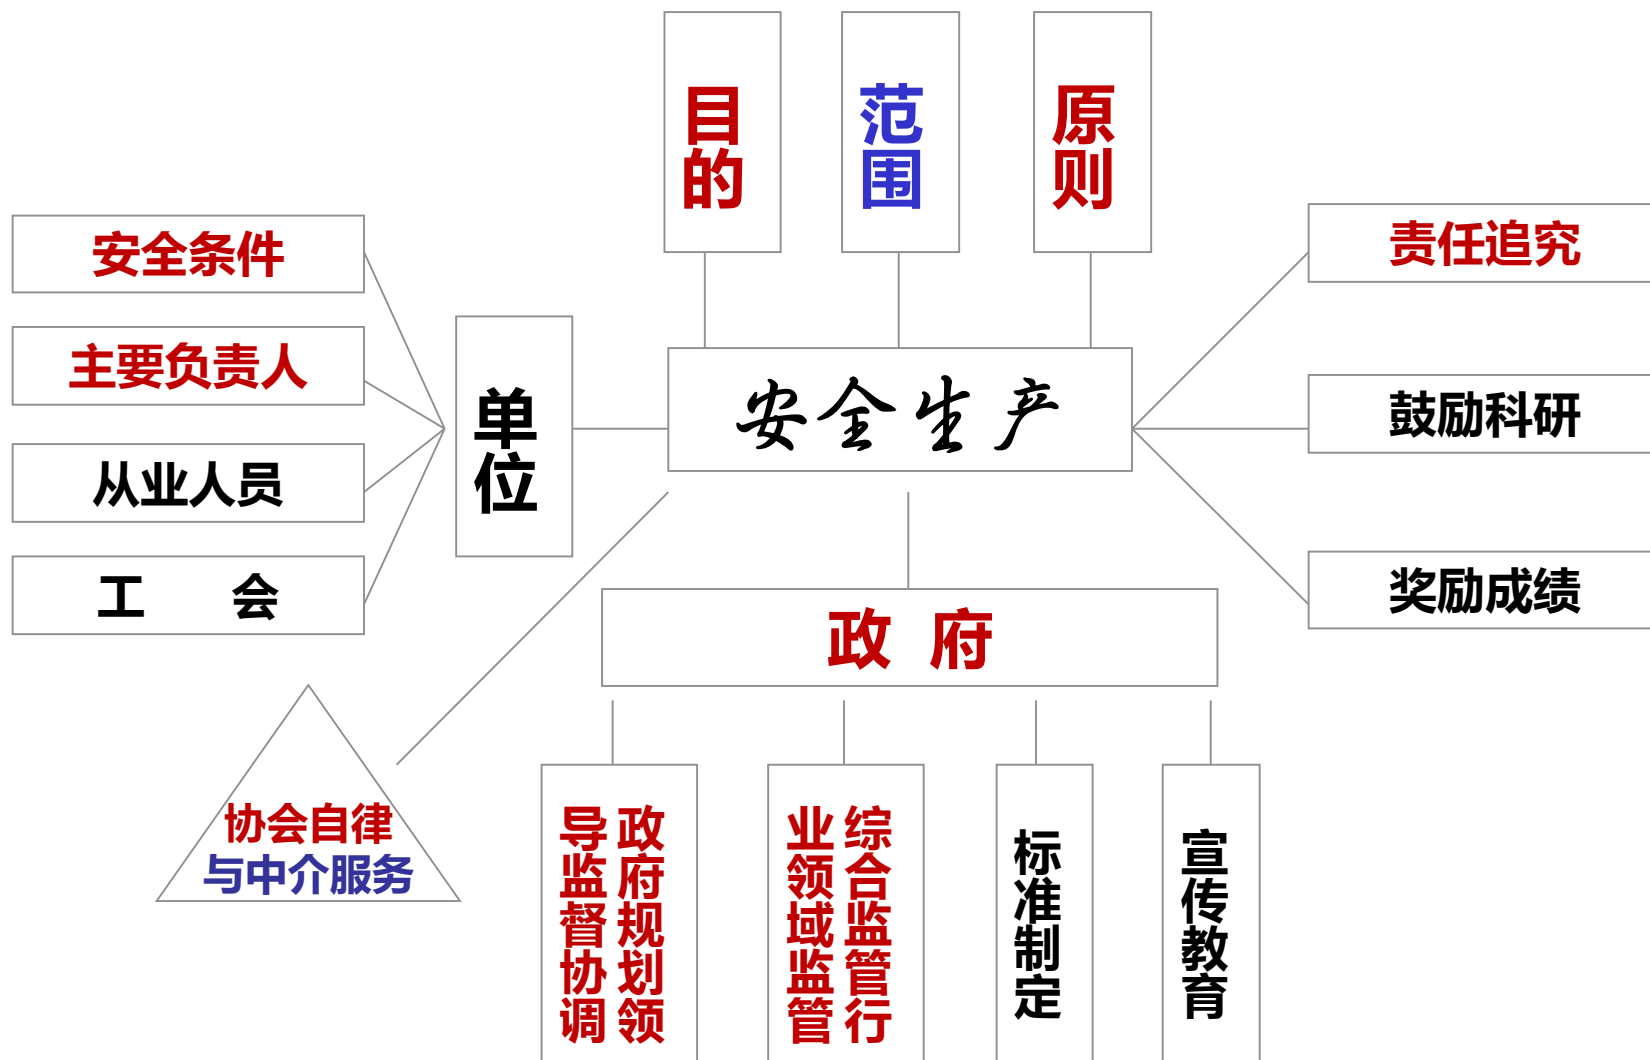 目的
范围
原则
安全条件
主要负责人
从业人员
工 会
单位
安全生产
责任追究
鼓励科研
奖励成绩
政 府
协会自律
与中介服务
政府规划领
导监督协调
综合监管行
业领域监管
标准制定
宣传教育